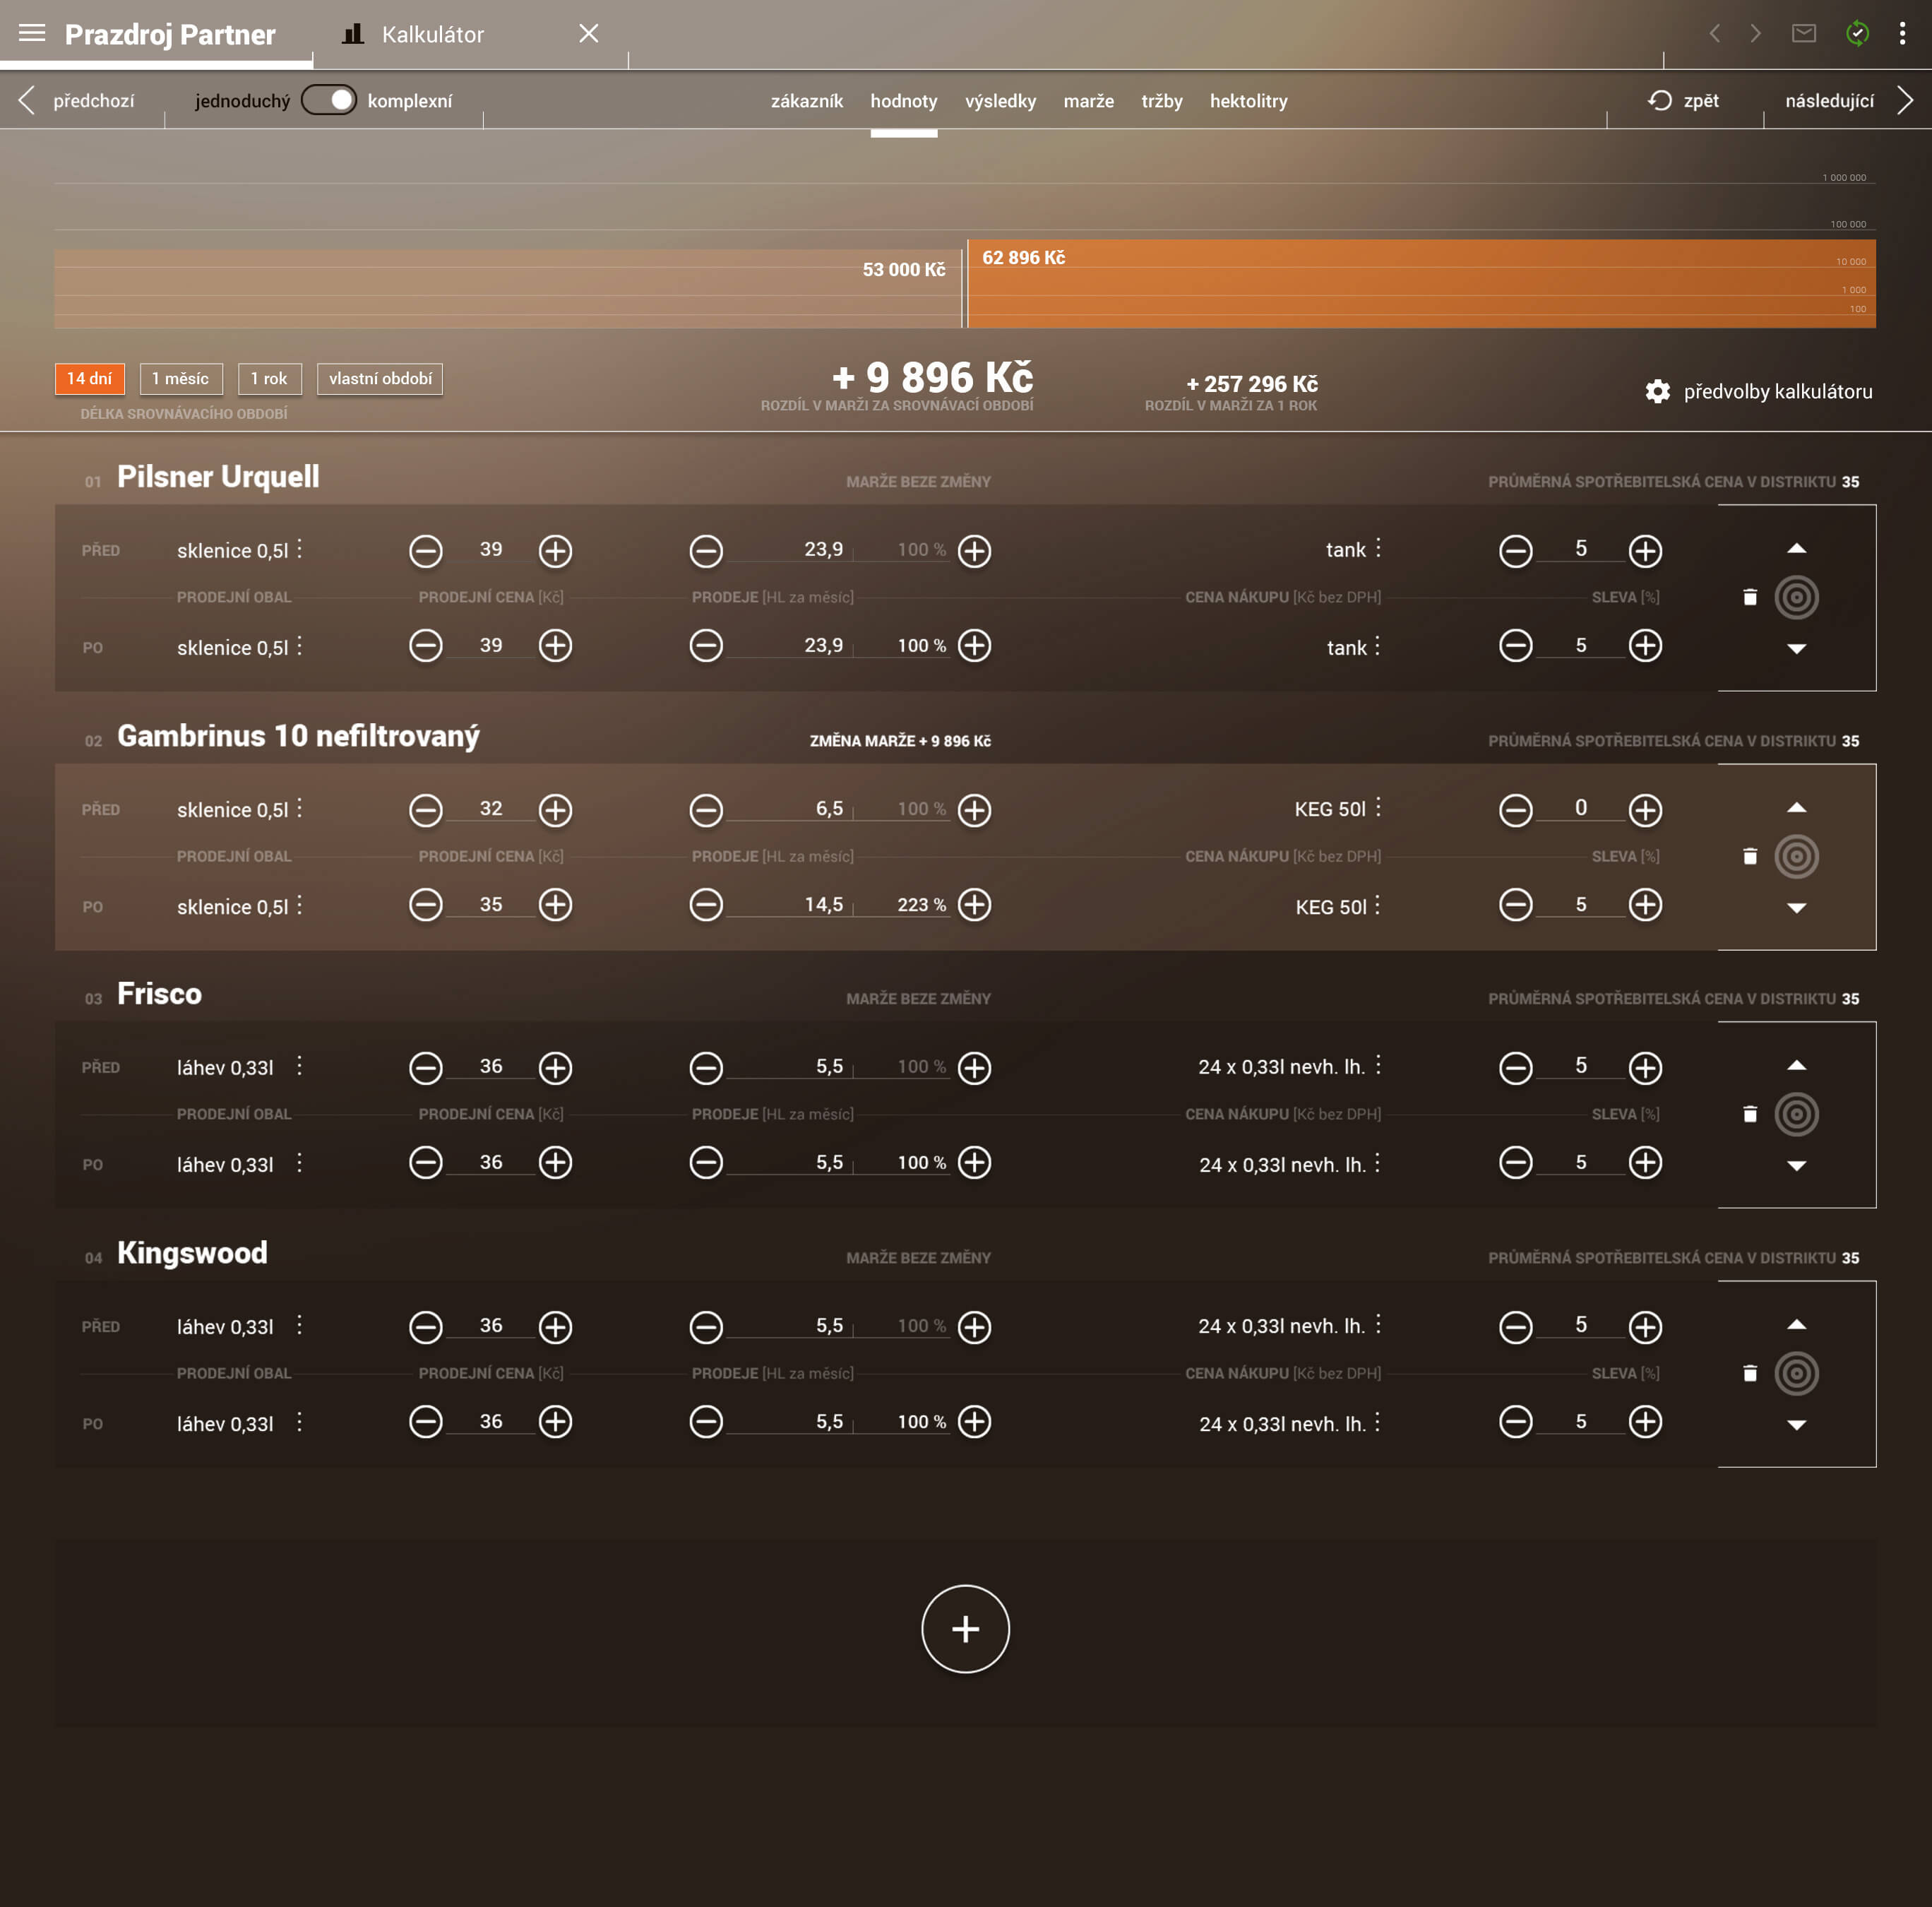 Prazdroj Partner Kalkulátor
předchozí jednoduchý komplexní zákazník hodnoty výsledky marže tržby hektolitry zpět následující
1 000 000
100 000
53 000 Kč 62 896 Kč 10 000
1 000
100
14 dní 1 měsíc 1 rok vlastní období + 9 896 Kč + 257 296 Kč předvolby kalkulátoru
DÉLKA SROVNÁVACÍHO OBDOBÍ ROZDÍL V MARŽI ZA SROVNÁVACÍ OBDOBÍ ROZDÍL V MARŽI ZA 1 ROK
01 Pilsner Urquell MARŽE BEZE ZMĚNY PRŮMĚRNÁ SPOTŘEBITELSKÁ CENA V DISTRIKTU 35
PŘED sklenice 0,5l 39 23,9 100 % tank 5
PRODEJNÍ OBAL PRODEJNÍ CENA [Kč] PRODEJE [HL za měsíc] CENA NÁKUPU [Kč bez DPH] SLEVA [%]
PO sklenice 0,5l 39 23,9 100 % tank 5
02 Gambrinus 10 nefiltrovaný ZMĚNA MARŽE + 9 896 Kč PRŮMĚRNÁ SPOTŘEBITELSKÁ CENA V DISTRIKTU 35
PŘED sklenice 0,5l 32 6,5 100 % KEG 50l 0
PRODEJNÍ OBAL PRODEJNÍ CENA [Kč] PRODEJE [HL za měsíc] CENA NÁKUPU [Kč bez DPH] SLEVA [%]
PO sklenice 0,5l 35 14,5 223 % KEG 50l 5
03 Frisco MARŽE BEZE ZMĚNY PRŮMĚRNÁ SPOTŘEBITELSKÁ CENA V DISTRIKTU 35
PŘED láhev 0,33l 36 5,5 100 % 24 x 0,33l nevh. lh. 5
PRODEJNÍ OBAL PRODEJNÍ CENA [Kč] PRODEJE [HL za měsíc] CENA NÁKUPU [Kč bez DPH] SLEVA [%]
PO láhev 0,33l 36 5,5 100 % 24 x 0,33l nevh. lh. 5
04 Kingswood MARŽE BEZE ZMĚNY PRŮMĚRNÁ SPOTŘEBITELSKÁ CENA V DISTRIKTU 35
PŘED láhev 0,33l 36 5,5 100 % 24 x 0,33l nevh. lh. 5
PRODEJNÍ OBAL PRODEJNÍ CENA [Kč] PRODEJE [HL za měsíc] CENA NÁKUPU [Kč bez DPH] SLEVA [%]
PO láhev 0,33l 36 5,5 100 % 24 x 0,33l nevh. lh. 5